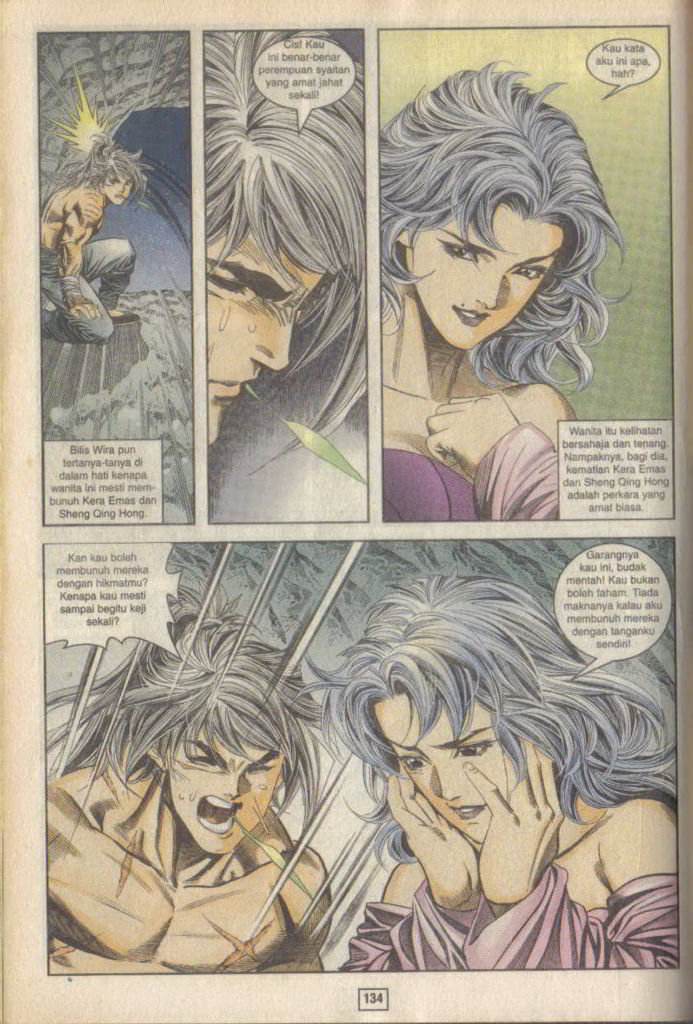 Bilis Wira pun
tertanya-tanya di
dalam hati kenapa
wanita ini mesti mem-
bunuh Kera Emas dan
Sheng Qing Hong.
Cis! Kau
ini benar-benar
perempuan syaitan
yang amat jahat
sekali!
Kau kata
aku ini apa,
hah?
Wanita itu kelihatan
bersahaja dan tenang.
Nampaknya, bagi dia,
kematian Kera Emas
dan Sheng Qing Hong
adalah perkara yang
amat biasa.
Kan kau boleh
membunuh mereka
dengan hikmatmu?
Kenapa kau mesti
sampai begitu keji
sekali?
Garangnya
kau ini, budak
mentah! Kau bukan
boleh faham. Tiada
maknanya kalau aku
membunuh mereka
dengan tanganku
sendiri!
134